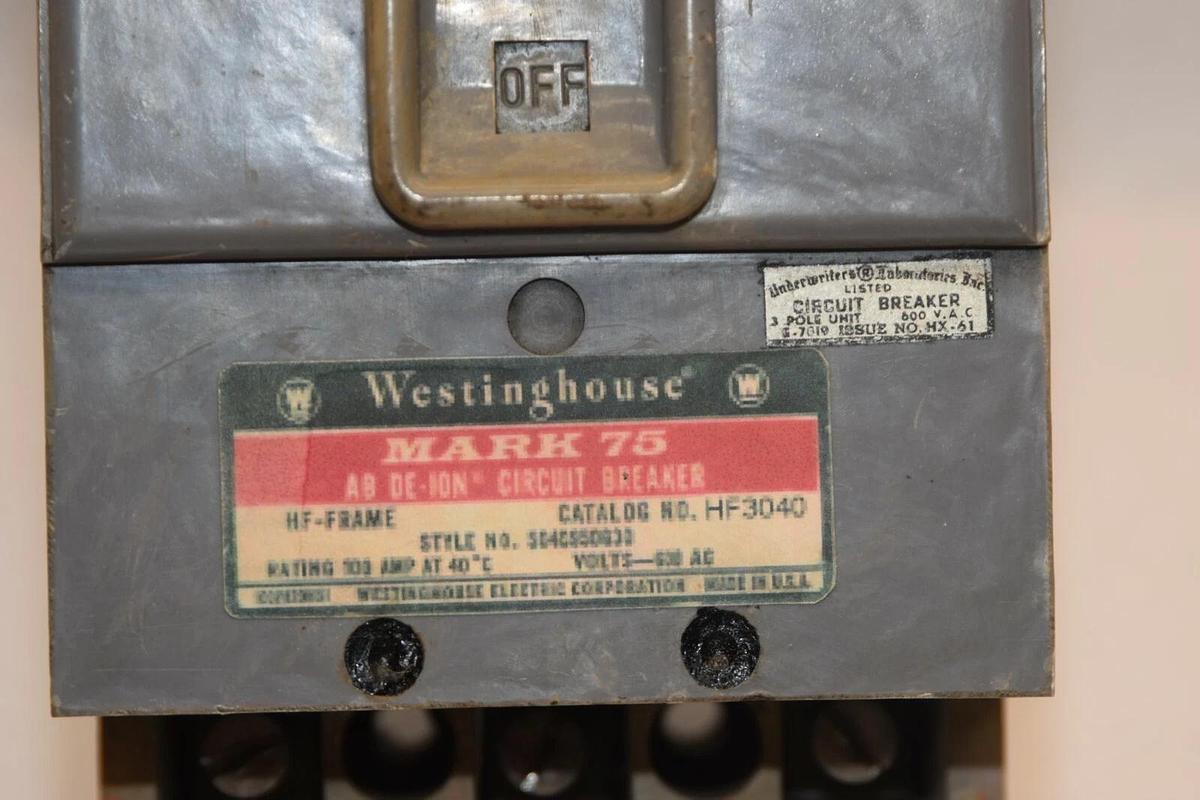 OFF
Underwriters ® Laboratories Inc.
LISTED
CIRCUIT BREAKER
3 POLE UNIT 600 V.A.C
E-7819 ISSUE NO. HX-61
W Westinghouse® W
MARK 75
AB DE-ION® CIRCUIT BREAKER
HF-FRAME CATALOG NO. HF3040
STYLE NO.
RATING AMP AT 40°C VOLTS—600 AC
WESTINGHOUSE ELECTRIC CORPORATION MADE IN U.S.A.